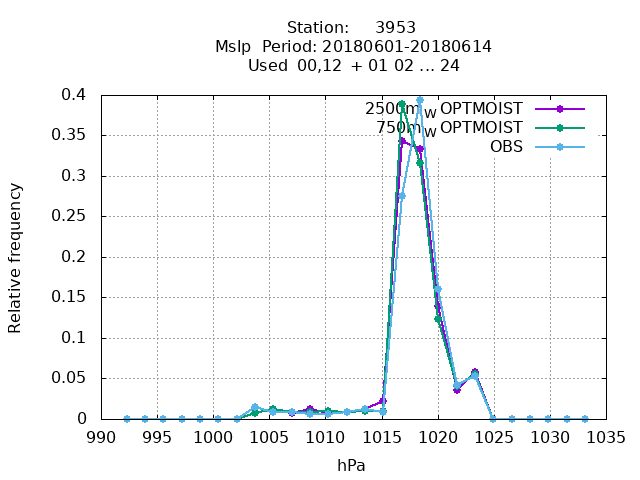 Station: 3953
Mslp Period: 20180601-20180614
Used 00,12 + 01 02 ... 24
0.4
0.35
0.3
0.25
0.2
0.15
0.1
0.05
0
2500m_W OPTMOIST
750m_W OPTMOIST
OBS
Relative frequency
990 995 1000 1005 1010 1015 1020 1025 1030 1035
hPa